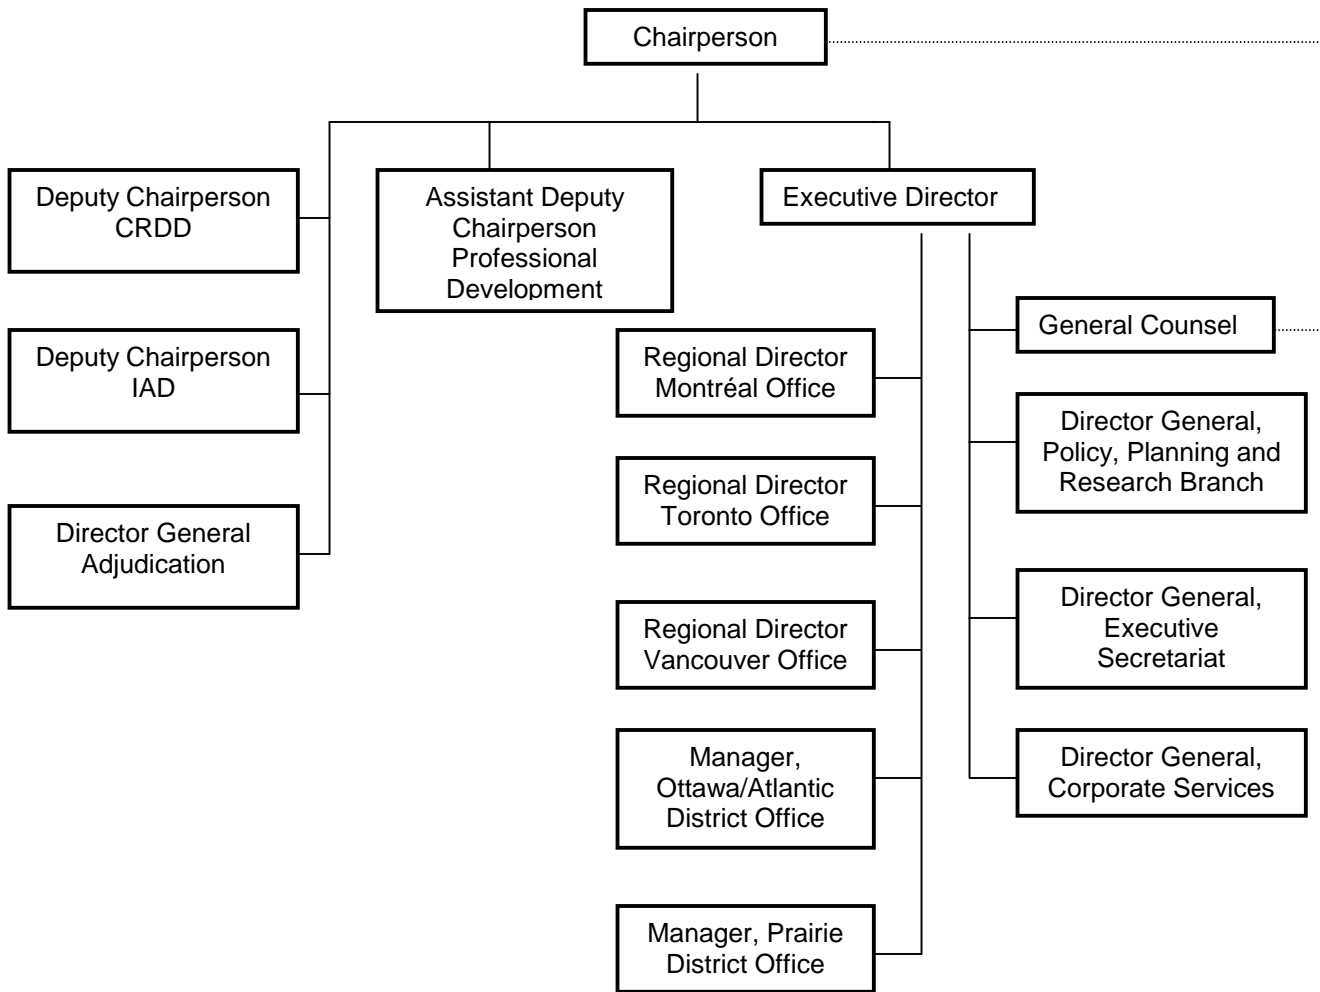 Chairperson
Deputy Chairperson
CRDD
Assistant Deputy
Chairperson
Professional
Development
Executive Director
Deputy Chairperson
IAD
Director General
Adjudication
Regional Director
Montréal Office
Regional Director
Toronto Office
Regional Director
Vancouver Office
Manager,
Ottawa/Atlantic
District Office
Manager, Prairie
District Office
General Counsel
Director General,
Policy, Planning and
Research Branch
Director General,
Executive
Secretariat
Director General,
Corporate Services